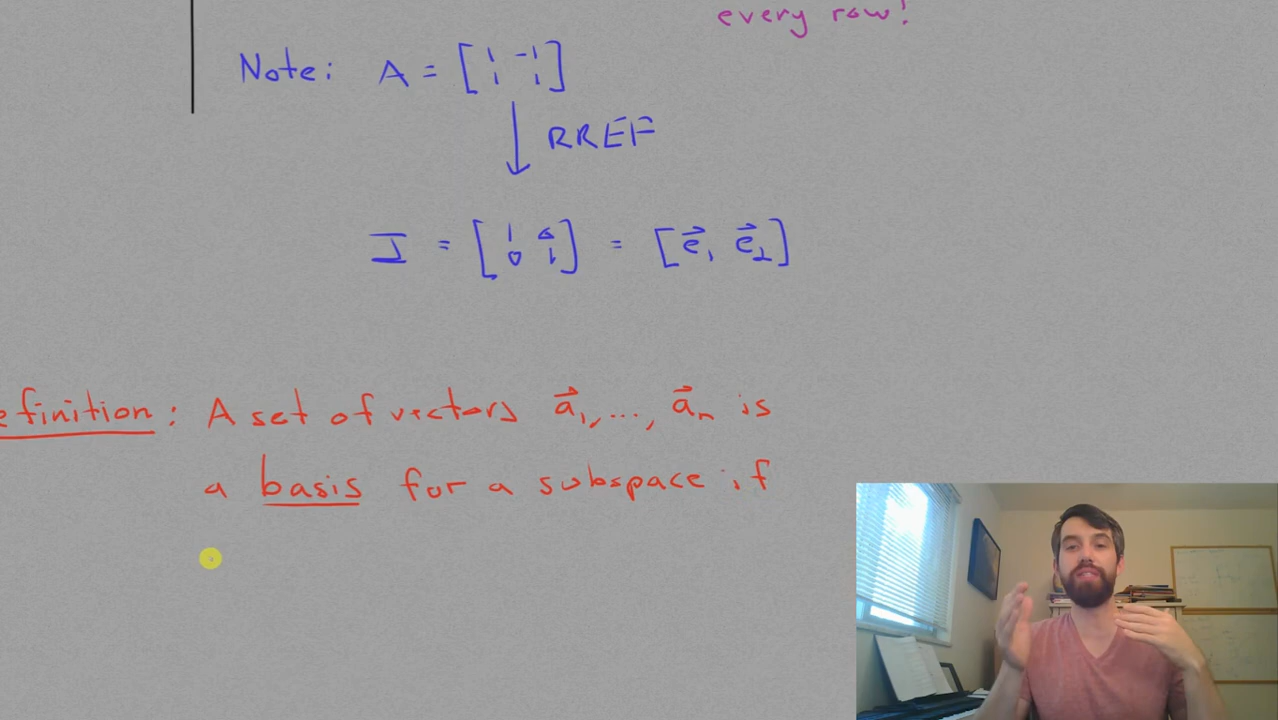 every row!
Note: A = [1 -1
1 1]
RREF
I = [1 0
0 1] = [e⃗₁ e⃗₂]
efinition: A set of vectors a⃗₁, ..., a⃗ₙ is
a basis for a subspace if